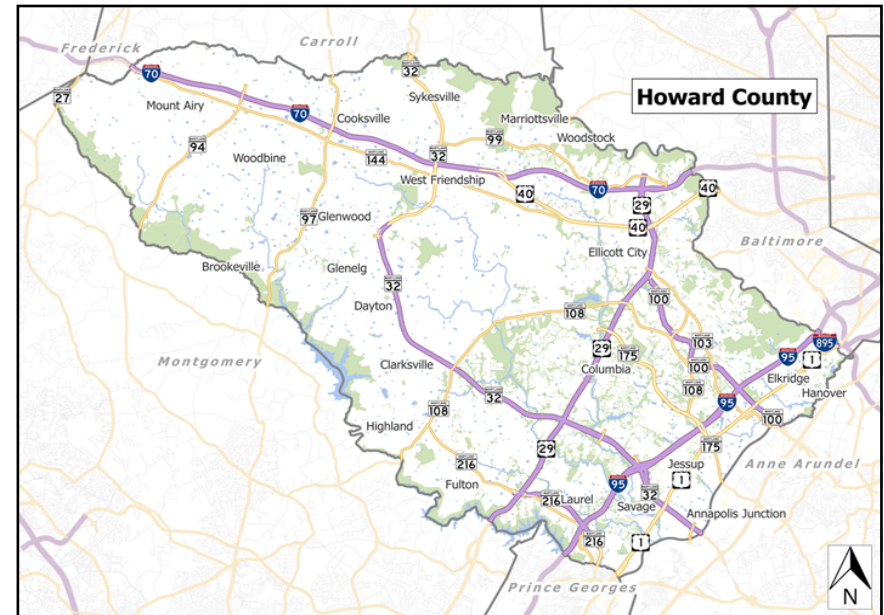 Howard County
Frederick
Carroll
32
70
27
Mount Airy
70
Sykesville
Cooksville
Marriottsville
94
99
Woodstock
Woodbine
144
32
West Friendship
40
70
40
29
97
Glenwood
40
Baltimore
Ellicott City
Brookeville
Glenelg
32
100
Dayton
108
103
895
29
175
95
1
Montgomery
Clarksville
Columbia
100
Elkridge
32
108
Hanover
108
95
100
Highland
29
175
216
Jessup
Anne Arundel
Fulton
95
1
216
Laurel
32
Savage
Annapolis Junction
216
1
Prince Georges
N